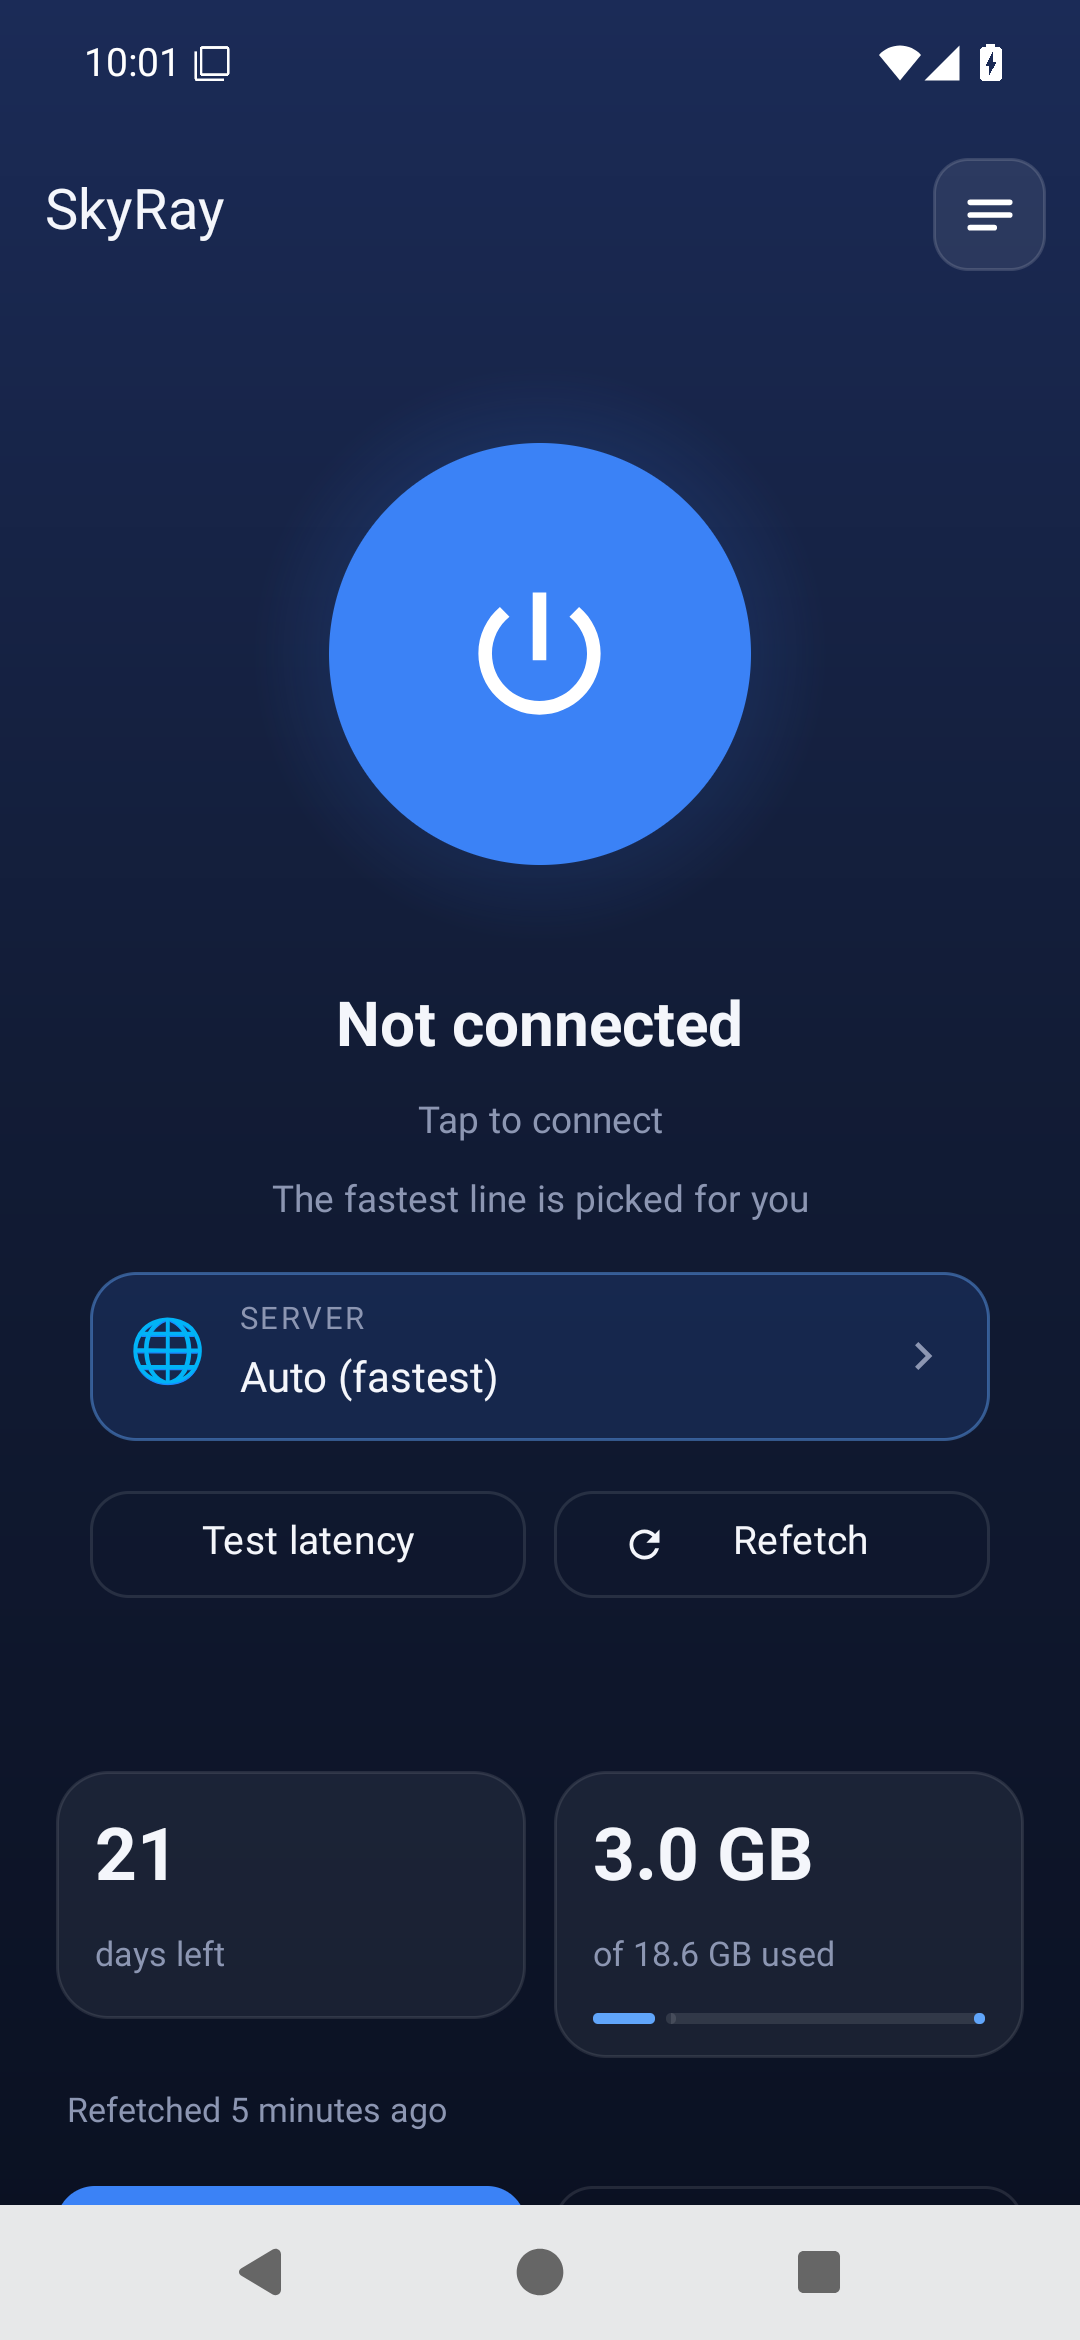 10:01
SkyRay
Not connected
Tap to connect
The fastest line is picked for you
SERVER
Auto (fastest)
Test latency
Refetch
21
days left
3.0 GB
of 18.6 GB used
Refetched 5 minutes ago